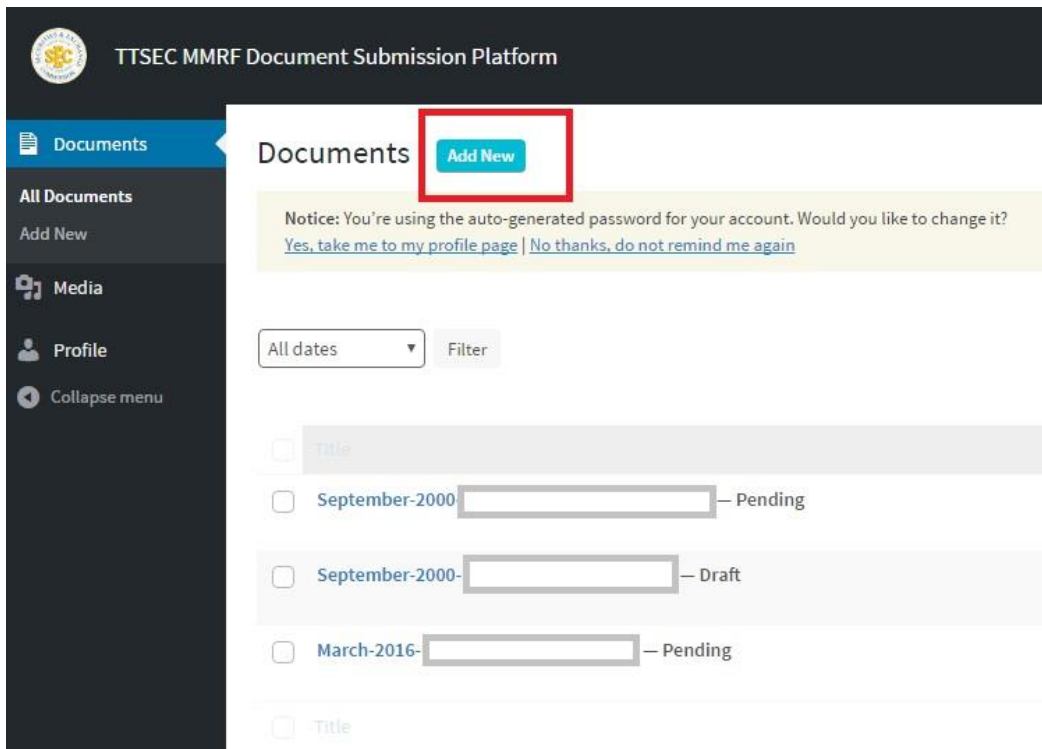 TTSEC MMRF Document Submission Platform
Documents
All Documents
Add New
Media
Profile
Collapse menu
Documents Add New
Notice: You're using the auto-generated password for your account. Would you like to change it?
Yes, take me to my profile page | No thanks, do not remind me again
All dates Filter
Title
September-2000- — Pending
September-2000- — Draft
March-2016- — Pending
Title